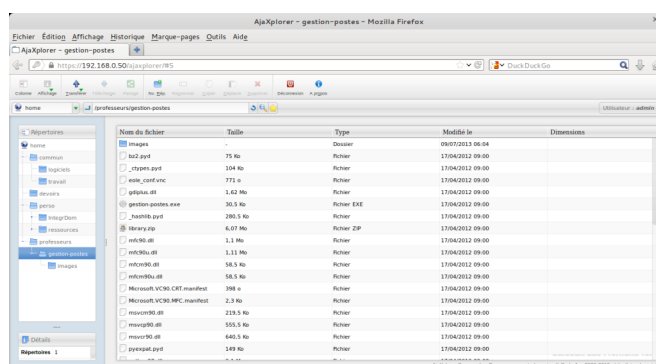 AjaXplorer - gestion-postes - Mozilla Firefox
Fichier Édition Affichage Historique Marque-pages Outils Aide
AjaXplorer - gestion-postes
https://192.168.0.50/ajaxplorer/#5 DuckDuckGo
Colonne Affichage Transférer Télécharger Partage Nv Rép. Renommer Copier Déplacer Supprimer Déconnexion A propos
home /professeurs/gestion-postes Utilisateur : admin
Répertoires
home
commun
logiciels
travail
devoirs
perso
IntegrDom
ressources
professeurs
gestion-postes
images
Détails
Répertoires 1
Nom du fichier Taille Type Modifié le Dimensions
images - Dossier 09/07/2013 06:04
bz2.pyd 75 Ko Fichier 17/04/2012 09:00
_ctypes.pyd 104 Ko Fichier 17/04/2012 09:00
eole_conf.vnc 771 o Fichier 17/04/2012 09:00
gdiplus.dll 1,62 Mo Fichier 17/04/2012 09:00
gestion-postes.exe 30,5 Ko Fichier EXE 17/04/2012 09:00
_hashlib.pyd 280,5 Ko Fichier 17/04/2012 09:00
library.zip 6,07 Mo Fichier ZIP 17/04/2012 09:00
mfc90.dll 1,1 Mo Fichier 17/04/2012 09:00
mfc90u.dll 1,11 Mo Fichier 17/04/2012 09:00
mfcm90.dll 58,5 Ko Fichier 17/04/2012 09:00
mfcm90u.dll 58,5 Ko Fichier 17/04/2012 09:00
Microsoft.VC90.CRT.manifest 398 o Fichier 17/04/2012 09:00
Microsoft.VC90.MFC.manifest 2,3 Ko Fichier 17/04/2012 09:00
msvcm90.dll 219,5 Ko Fichier 17/04/2012 09:00
msvcp90.dll 555,5 Ko Fichier 17/04/2012 09:00
msvcr90.dll 640,5 Ko Fichier 17/04/2012 09:00
pyexpat.pyd 149 Ko Fichier 17/04/2012 09:00